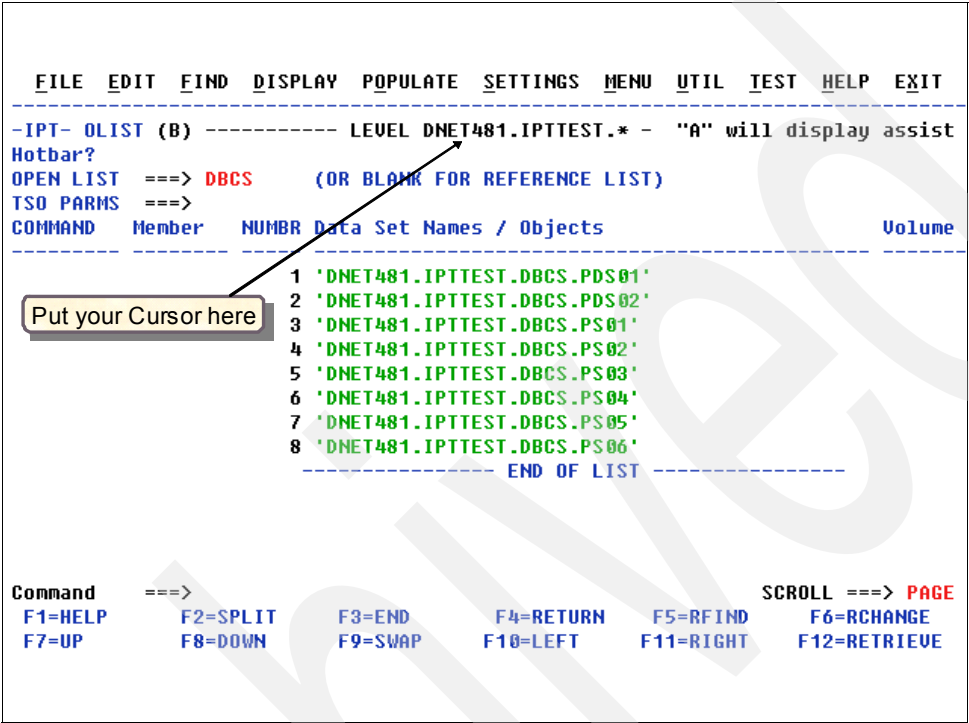 FILE EDIT FIND DISPLAY POPULATE SETTINGS MENU UTIL TEST HELP EXIT
-IPT- OLIST (B) ----------- LEVEL DNET481.IPTTEST.* - "A" will display assist
Hotbar?
OPEN LIST ===> DBCS (OR BLANK FOR REFERENCE LIST)
TSO PARMS ===>
COMMAND Member NUMBR Data Set Names / Objects Volume
1 'DNET481.IPTTEST.DBCS.PDS01'
2 'DNET481.IPTTEST.DBCS.PDS02'
Put your Cursor here
3 'DNET481.IPTTEST.DBCS.PS01'
4 'DNET481.IPTTEST.DBCS.PS02'
5 'DNET481.IPTTEST.DBCS.PS03'
6 'DNET481.IPTTEST.DBCS.PS04'
7 'DNET481.IPTTEST.DBCS.PS05'
8 'DNET481.IPTTEST.DBCS.PS06'
---------------- END OF LIST ----------------
Command ===> SCROLL ===> PAGE
F1=HELP F2=SPLIT F3=END F4=RETURN F5=RFIND F6=RCHANGE
F7=UP F8=DOWN F9=SWAP F10=LEFT F11=RIGHT F12=RETRIEVE